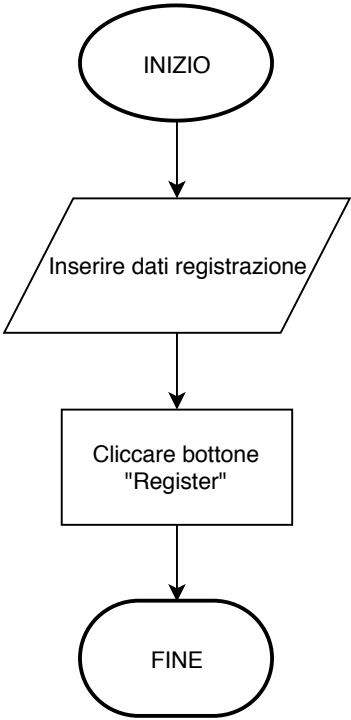 INIZIO
Inserire dati registrazione
Cliccare bottone
"Register"
FINE